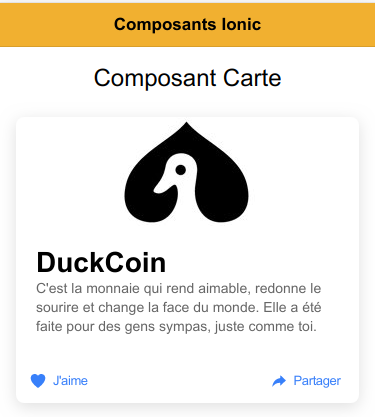 Composants Ionic
Composant Carte
DuckCoin
C'est la monnaie qui rend aimable, redonne le
sourire et change la face du monde. Elle a été
faite pour des gens sympas, juste comme toi.
J'aime
Partager